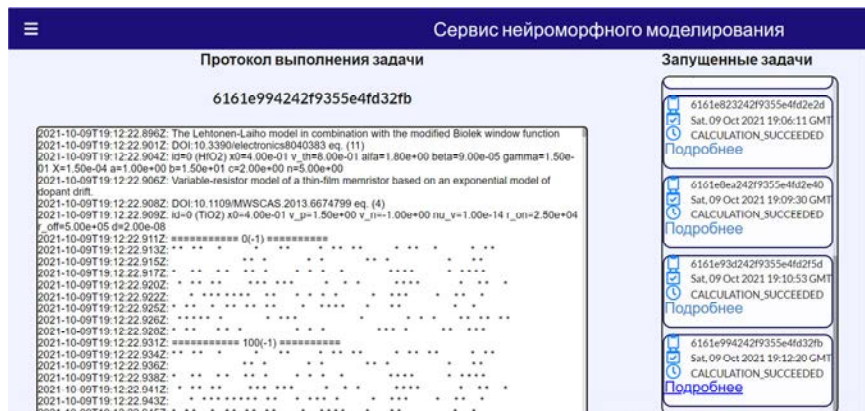 Сервис нейроморфного моделирования
Протокол выполнения задачи
6161e994242f9355e4fd32fb
2021-10-09T19:12:22.896Z: The Lehtonen-Laiho model in combination with the modified Biolek window function
2021-10-09T19:12:22.901Z: DOI:10.3390/electronics8040383 eq. (11)
2021-10-09T19:12:22.904Z: id=0 (HfO2) x0=4.00e-01 v_th=8.00e-01 alfa=1.80e+00 beta=9.00e-05 gamma=1.50e-
01 X=1.50e-04 a=1.00e+00 b=1.50e+01 c=2.00e+00 n=5.00e+00
2021-10-09T19:12:22.906Z: Variable-resistor model of a thin-film memristor based on an exponential model of
dopant drift.
2021-10-09T19:12:22.908Z: DOI:10.1109/MWSCAS.2013.6674799 eq. (4)
2021-10-09T19:12:22.909Z: id=0 (TiO2) x0=4.00e-01 v_p=1.50e+00 v_n=-1.00e+00 nu_v=1.00e-14 r_on=2.50e+04
r_off=5.00e+05 d=2.00e-08
2021-10-09T19:12:22.911Z: =========== 0(-1) ==========
2021-10-09T19:12:22.913Z:
2021-10-09T19:12:22.915Z:
2021-10-09T19:12:22.917Z:
2021-10-09T19:12:22.920Z:
2021-10-09T19:12:22.922Z:
2021-10-09T19:12:22.925Z:
2021-10-09T19:12:22.926Z:
2021-10-09T19:12:22.928Z:
2021-10-09T19:12:22.931Z: =========== 100(-1) ==========
2021-10-09T19:12:22.934Z:
2021-10-09T19:12:22.936Z:
2021-10-09T19:12:22.938Z:
2021-10-09T19:12:22.941Z:
2021-10-09T19:12:22.943Z:
Запущенные задачи
6161e823242f9355e4fd2e2d
Sat, 09 Oct 2021 19:06:11 GMT
CALCULATION_SUCCEEDED
Подробнее
6161e8ea242f9355e4fd2e40
Sat, 09 Oct 2021 19:09:30 GMT
CALCULATION_SUCCEEDED
Подробнее
6161e93d242f9355e4fd2f5d
Sat, 09 Oct 2021 19:10:53 GMT
CALCULATION_SUCCEEDED
Подробнее
6161e994242f9355e4fd32fb
Sat, 09 Oct 2021 19:12:20 GMT
CALCULATION_SUCCEEDED
Подробнее